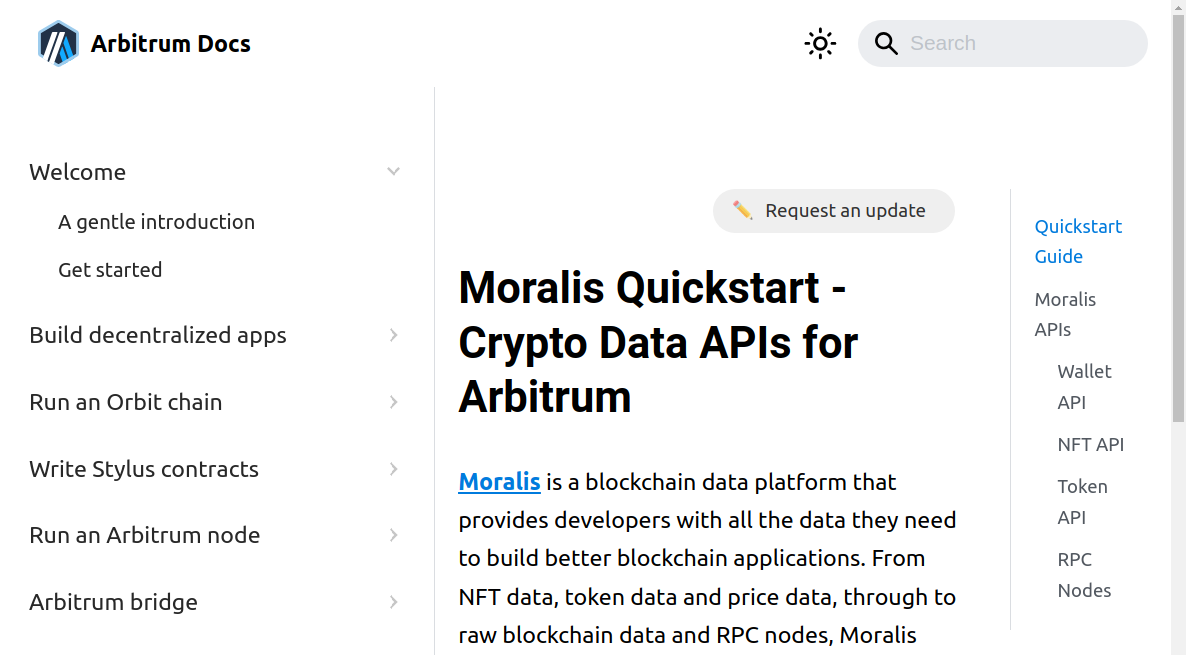 Arbitrum Docs
Search
Welcome
A gentle introduction
Get started
Build decentralized apps
Run an Orbit chain
Write Stylus contracts
Run an Arbitrum node
Arbitrum bridge
Request an update
Moralis Quickstart -
Crypto Data APIs for
Arbitrum
Moralis is a blockchain data platform that
provides developers with all the data they need
to build better blockchain applications. From
NFT data, token data and price data, through to
raw blockchain data and RPC nodes, Moralis
Quickstart
Guide
Moralis
APIs
Wallet
API
NFT API
Token
API
RPC
Nodes